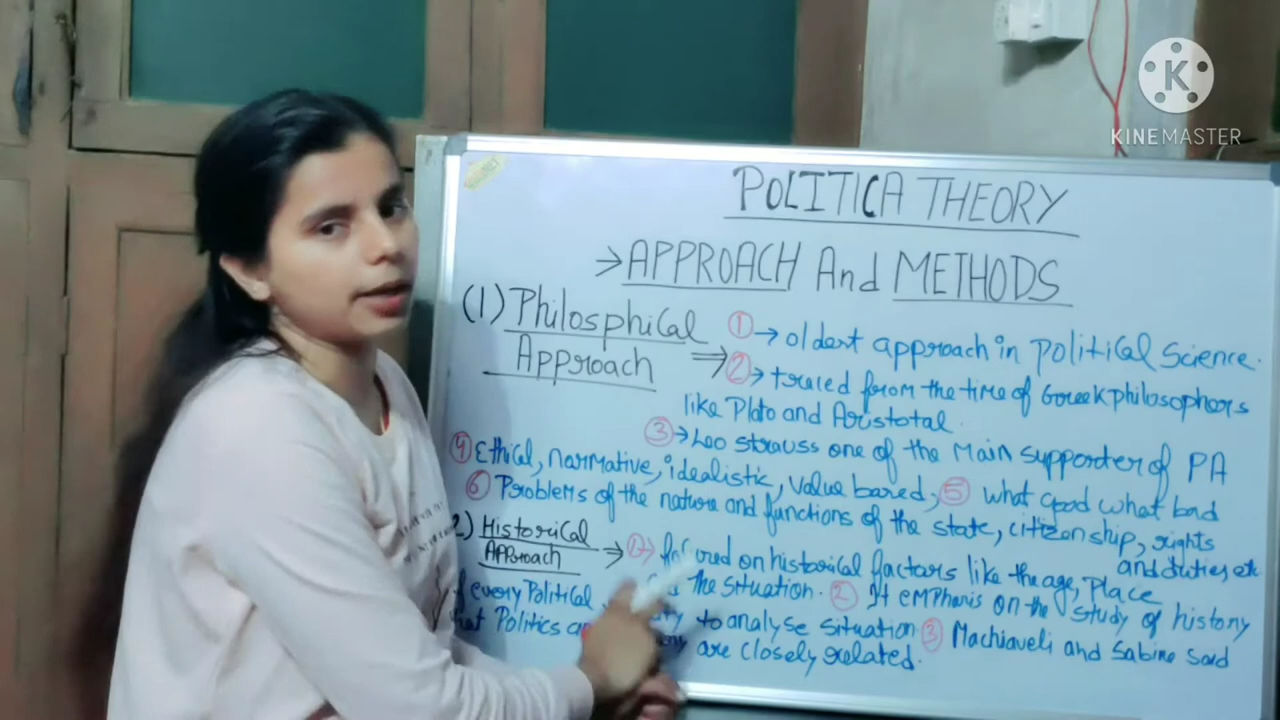 KINEMASTER
POLITICA THEORY
→ APPROACH And METHODS
(1) Philosphical Approach ⇒ ① → oldest approach in Political Science.
② → traced from the time of Greek philosophers
like Plato and Aristotal.
③ → Leo strauss one of the Main supporter of PA
④ Ethical, normative, idealistic, value based, ⑤ what good what bad
⑥ Problems of the nature and functions of the state, citizenship, rights and duties, etc
2) Historical Approach → ① → on historical factors like the age, Place
every Political the situation. ② It emphasis on the study of history
to analyse situation ③ Machiaveli and Sabine said
Politics are closely related.